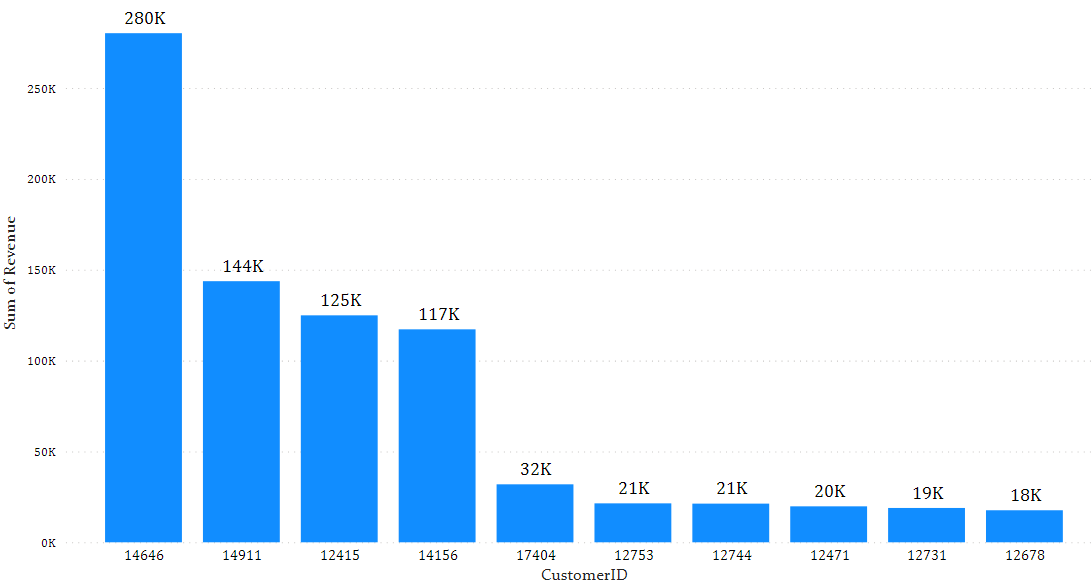 280K
250K
200K
150K
144K
125K
117K
100K
50K
32K
21K
21K
20K
19K
18K
0K
Sum of Revenue
14646 14911 12415 14156 17404 12753 12744 12471 12731 12678
CustomerID